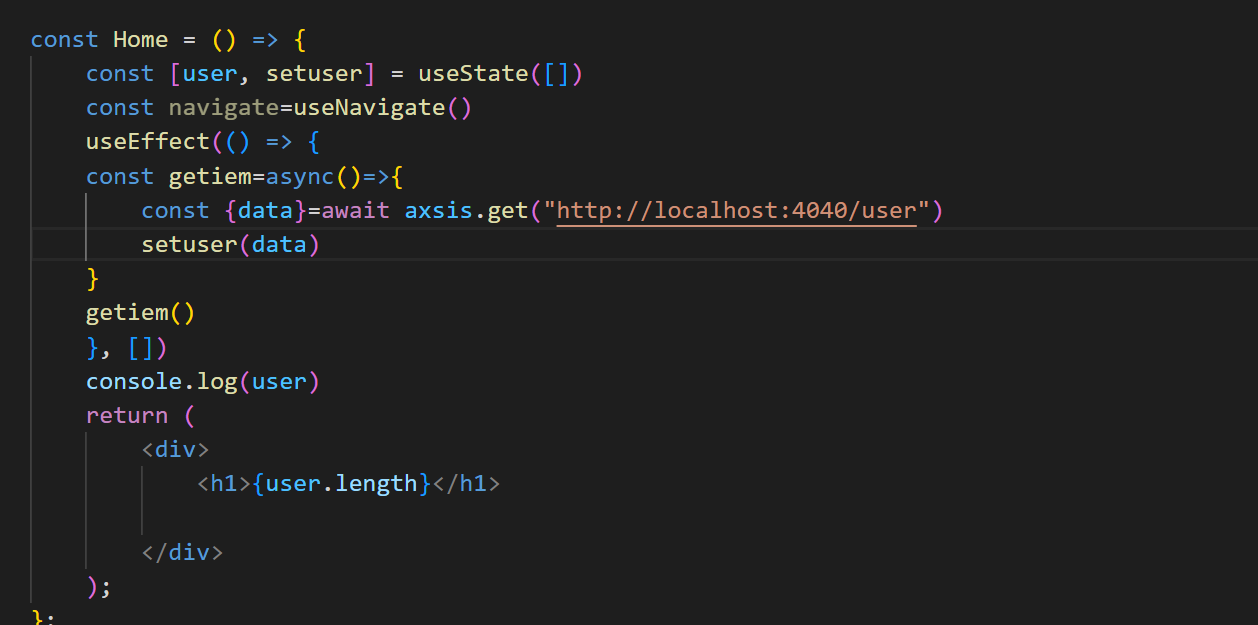 const Home = () => {
    const [user, setuser] = useState([])
    const navigate=useNavigate()
    useEffect(() => {
    const getiem=async()=>{
        const {data}=await axsis.get("http://localhost:4040/user")
        setuser(data)
    }
    getiem()
    }, [])
    console.log(user)
    return (
        <div>
            <h1>{user.length}</h1>
        </div>
    );
};